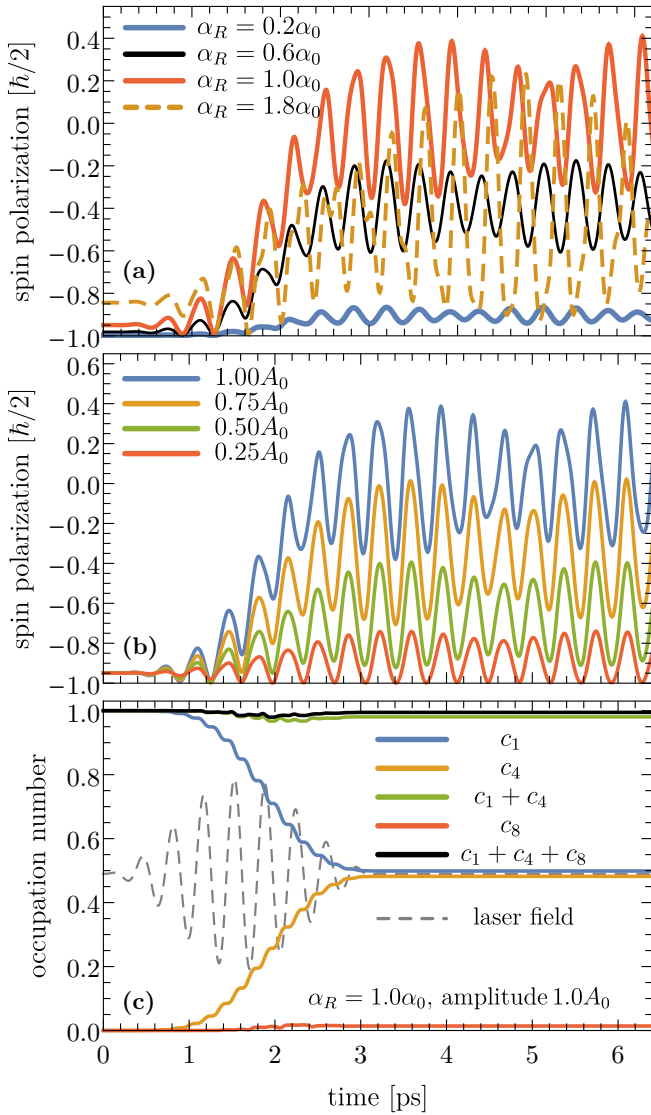 0.4
0.2
0.0
−0.2
−0.4
−0.6
−0.8
−1.0
spin polarization [ℏ/2]
α_R = 0.2α_0
α_R = 0.6α_0
α_R = 1.0α_0
α_R = 1.8α_0
(a)
0.6
0.4
0.2
0.0
−0.2
−0.4
−0.6
−0.8
−1.0
spin polarization [ℏ/2]
1.00A_0
0.75A_0
0.50A_0
0.25A_0
(b)
1.0
0.8
0.6
0.4
0.2
0.0
occupation number
c_1
c_4
c_1 + c_4
c_8
c_1 + c_4 + c_8
laser field
(c)
α_R = 1.0α_0, amplitude 1.0A_0
0 1 2 3 4 5 6
time [ps]